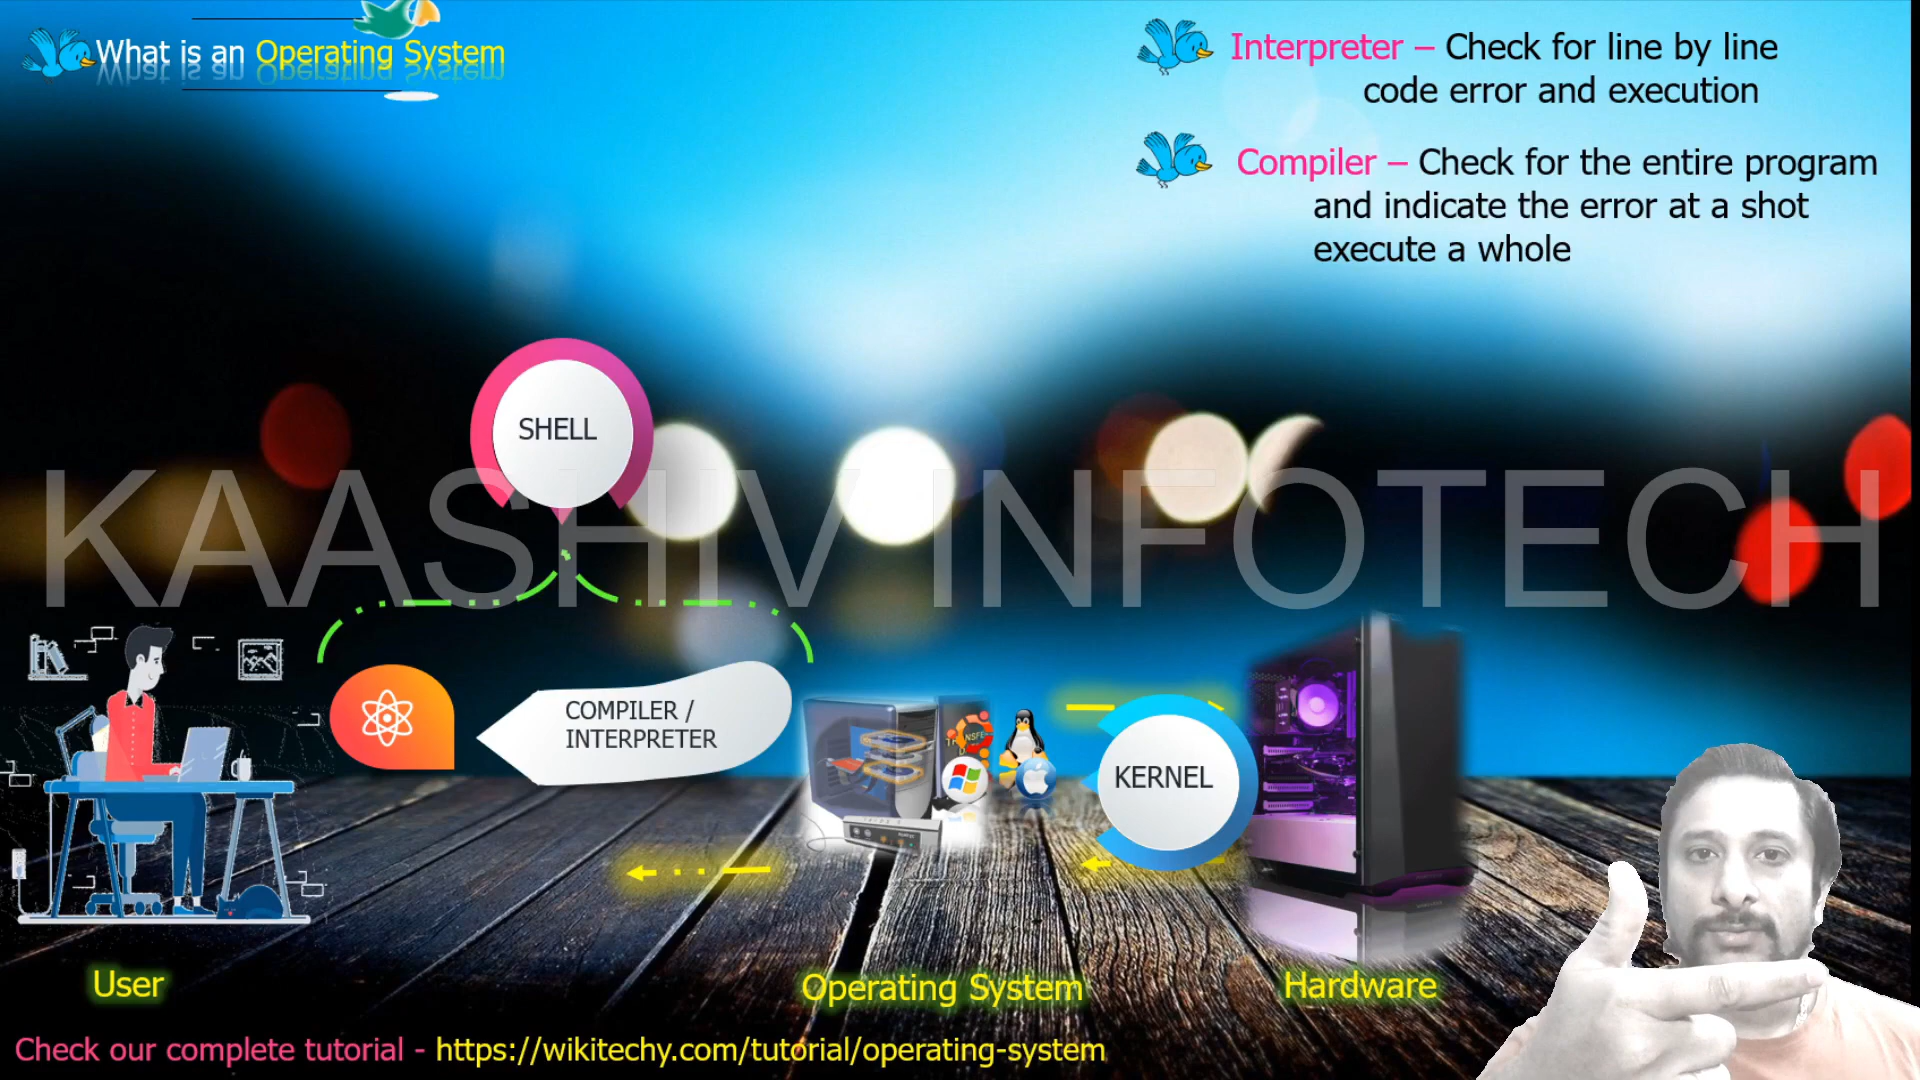 What is an Operating System
Interpreter – Check for line by line
code error and execution
Compiler – Check for the entire program
and indicate the error at a shot
execute a whole
SHELL
KAASHIV INFOTECH
COMPILER /
INTERPRETER
KERNEL
User
Operating System
Hardware
Check our complete tutorial - https://wikitechy.com/tutorial/operating-system